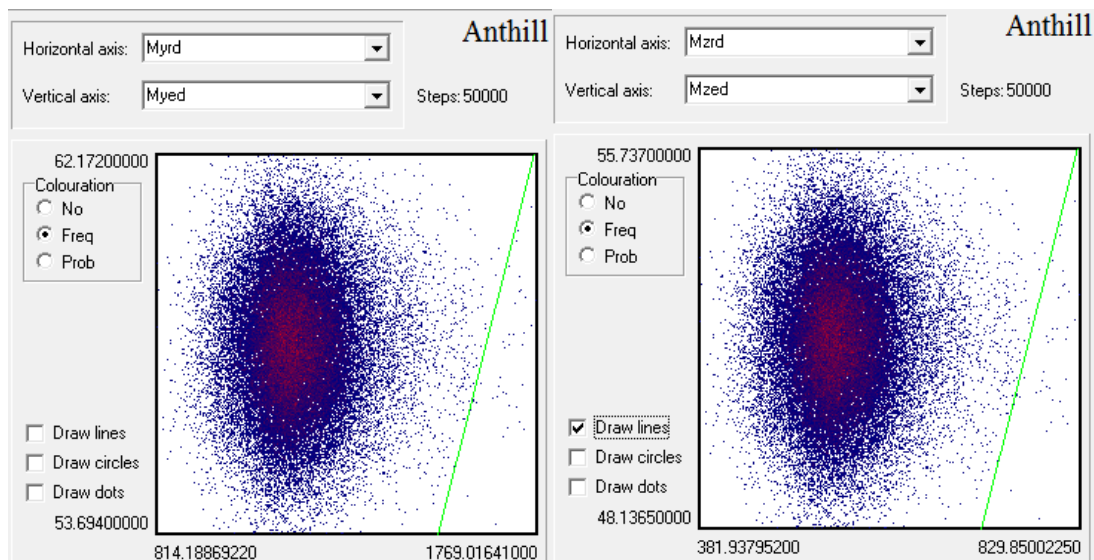 Anthill
Horizontal axis: Myrd
Vertical axis: Myed Steps: 50000
62.17200000
Colouration
No
Freq
Prob
Draw lines
Draw circles
Draw dots
53.69400000
814.18869220 1769.01641000
Anthill
Horizontal axis: Mzrd
Vertical axis: Mzed Steps: 50000
55.73700000
Colouration
No
Freq
Prob
Draw lines
Draw circles
Draw dots
48.13650000
381.93795200 829.85002250